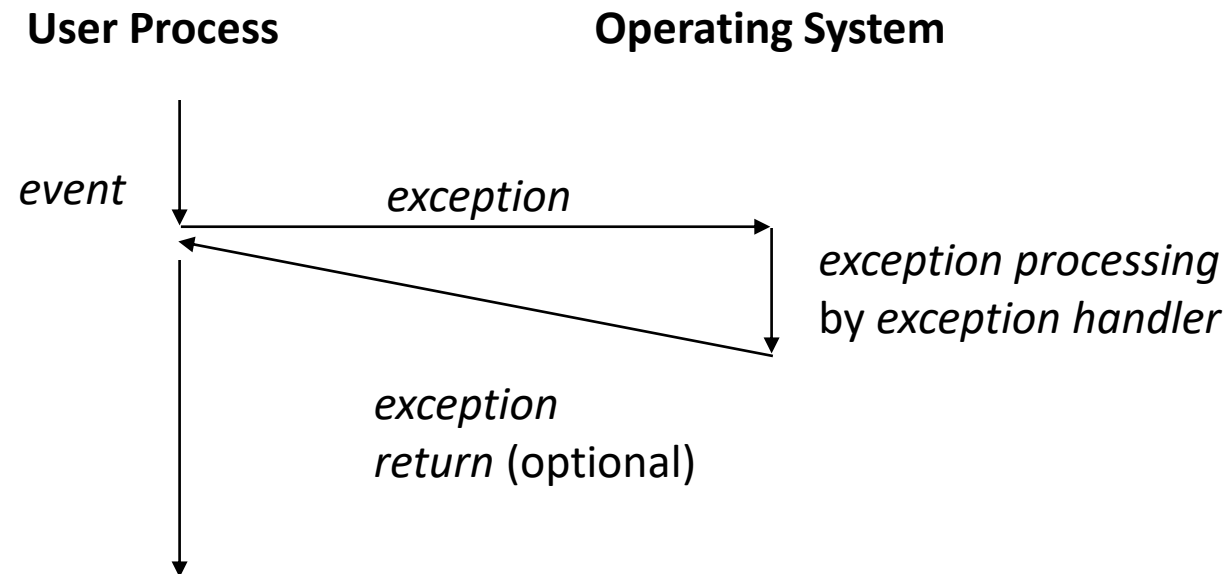 User Process
Operating System
event
exception
exception processing
by exception handler
exception
return (optional)